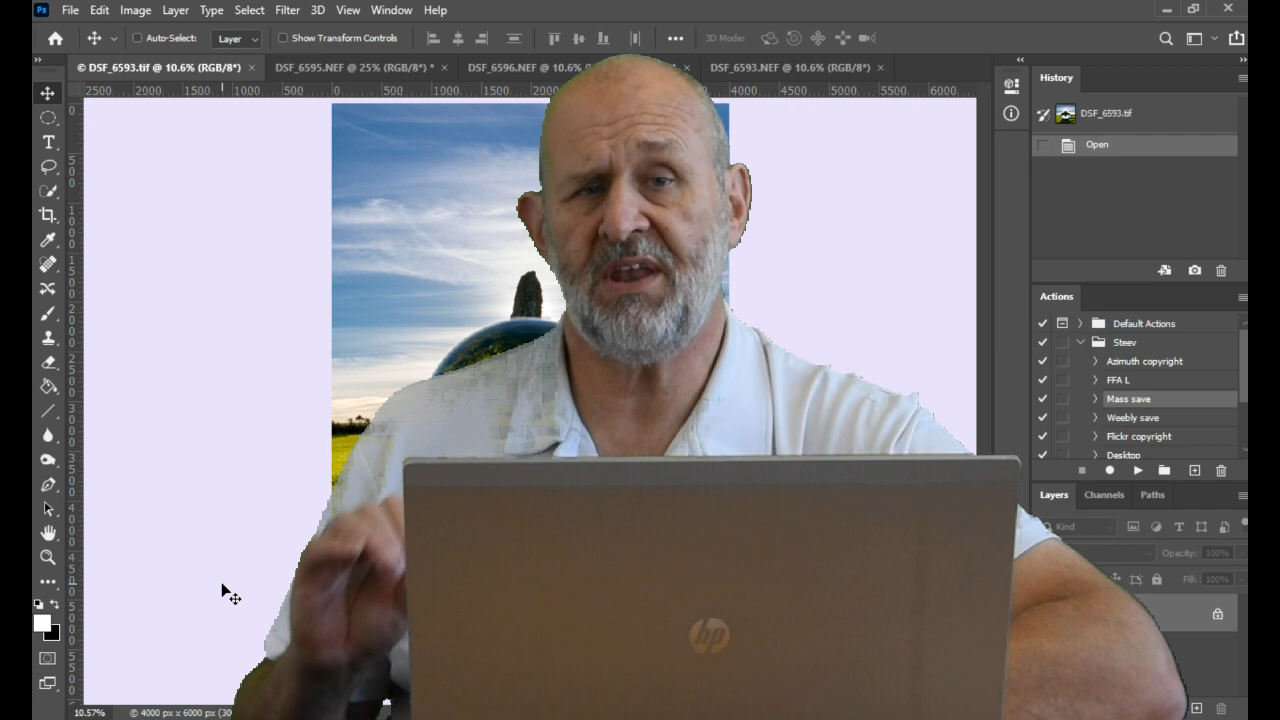 Ps File Edit Image Layer Type Select Filter 3D View Window Help
Auto-Select: Layer Show Transform Controls 3D Mode:
© DSF_6593.tif @ 10.6% (RGB/8*) × DSF_6595.NEF @ 25% (RGB/8*) * × DSF_6596.NEF @ 10.6% × DSF_6593.NEF @ 10.6% (RGB/8*) ×
2500 2000 1500 1000 500 0 500 1000 1500 2000 4000 4500 5000 5500 6000
History
DSF_6593.tif
Open
Actions
Default Actions
Steev
Azimuth copyright
FFA L
Mass save
Weebly save
Flickr copyright
Desktop
Layers Channels Paths
Kind
Opacity: 100%
Fill: 100%
hp
10.57% © 4000 px x 6000 px (30